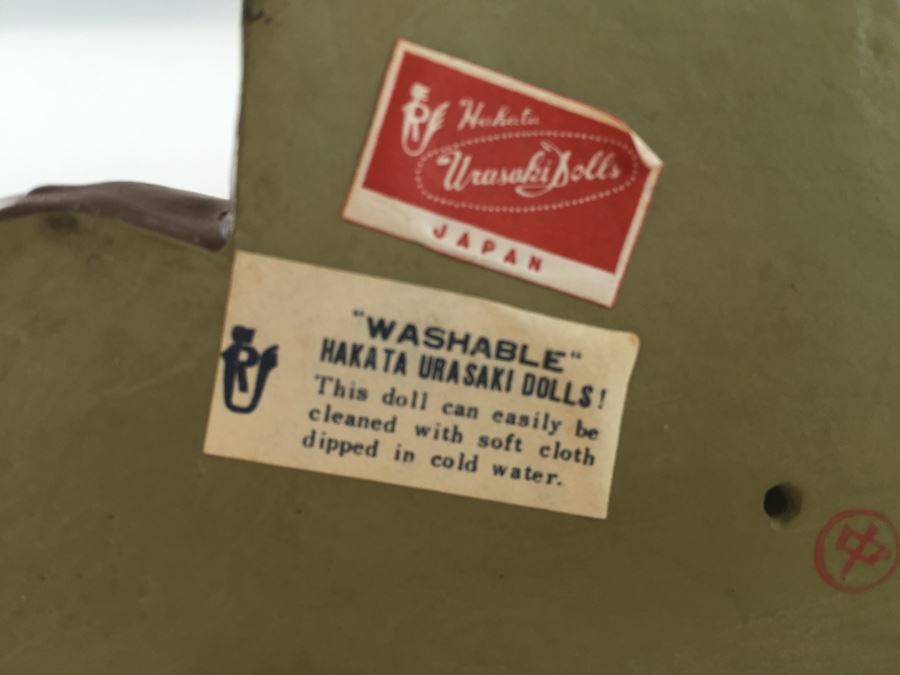 Hakata
Urasaki Dolls
JAPAN
"WASHABLE"
HAKATA URASAKI DOLLS!
This doll can easily be
cleaned with soft cloth
dipped in cold water.
中